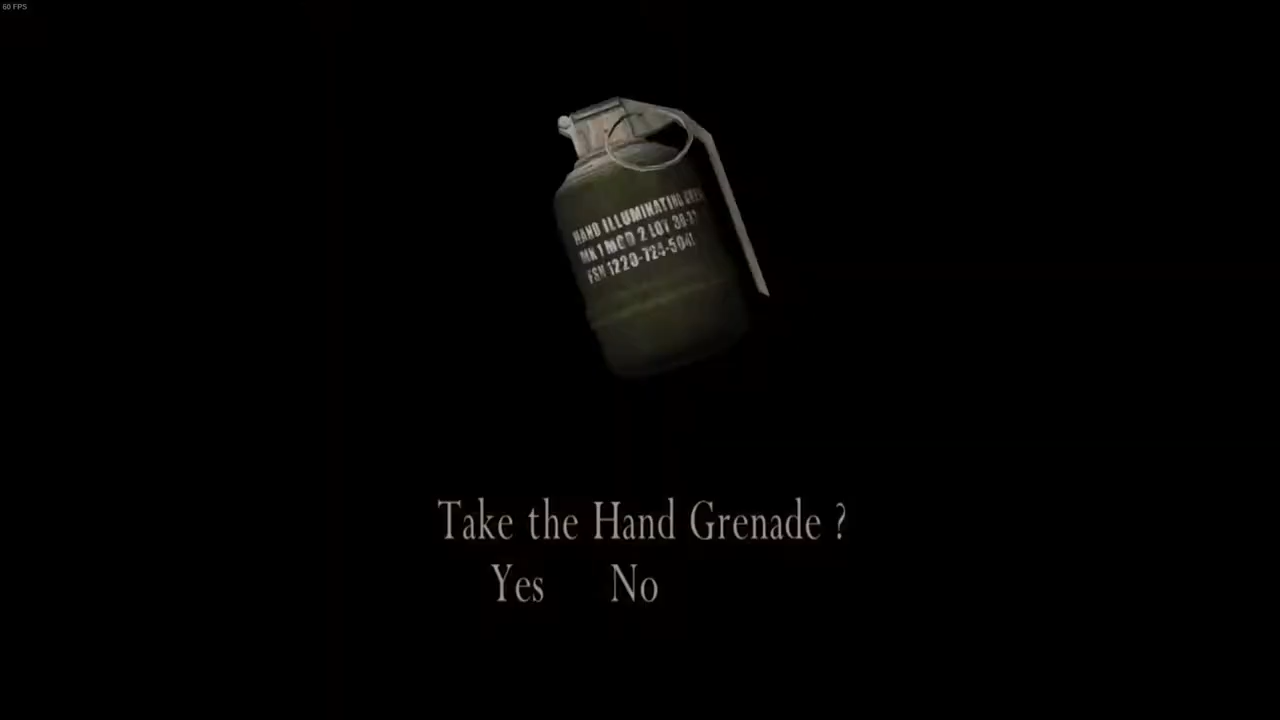 60 FPS
HAND ILLUMINATING
MK 1 MOD 2 LOT
FSN 1220-724-5041
Take the Hand Grenade ?
Yes No